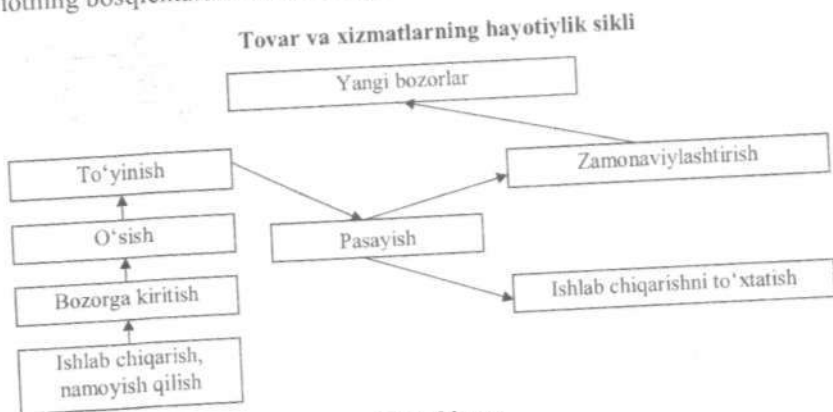 Tovar va xizmatlarning hayotiylik sikli
Yangi bozorlar
To‘yinish
Zamonaviylashtirish
O‘sish
Pasayish
Bozorga kiritish
Ishlab chiqarishni to‘xtatish
Ishlab chiqarish,
namoyish qilish